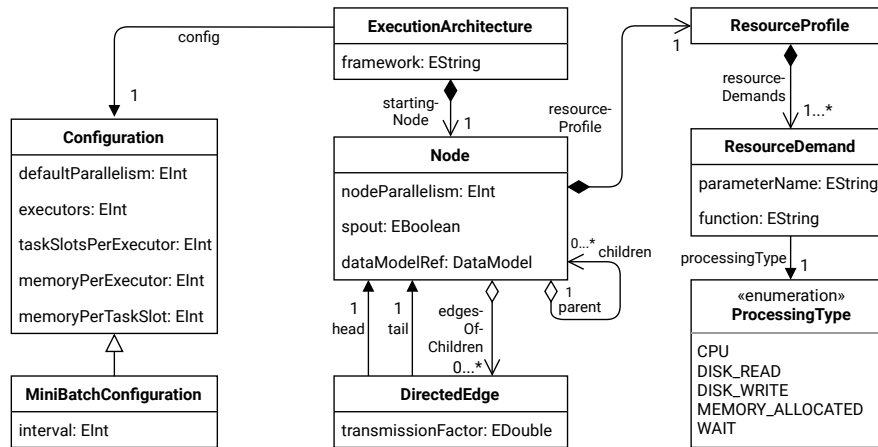 ExecutionArchitecture
framework: EString
config
1
Configuration
defaultParallelism: EInt
executors: EInt
taskSlotsPerExecutor: EInt
memoryPerExecutor: EInt
memoryPerTaskSlot: EInt
MiniBatchConfiguration
interval: EInt
starting-
Node
1
Node
nodeParallelism: EInt
spout: EBoolean
dataModelRef: DataModel
resource-
Profile
1
0...*
children
1
parent
1
head
1
tail
edges-
Of-
Children
0...*
DirectedEdge
transmissionFactor: EDouble
ResourceProfile
resource-
Demands
1...*
ResourceDemand
parameterName: EString
function: EString
processingType
1
«enumeration»
ProcessingType
CPU
DISK_READ
DISK_WRITE
MEMORY_ALLOCATED
WAIT